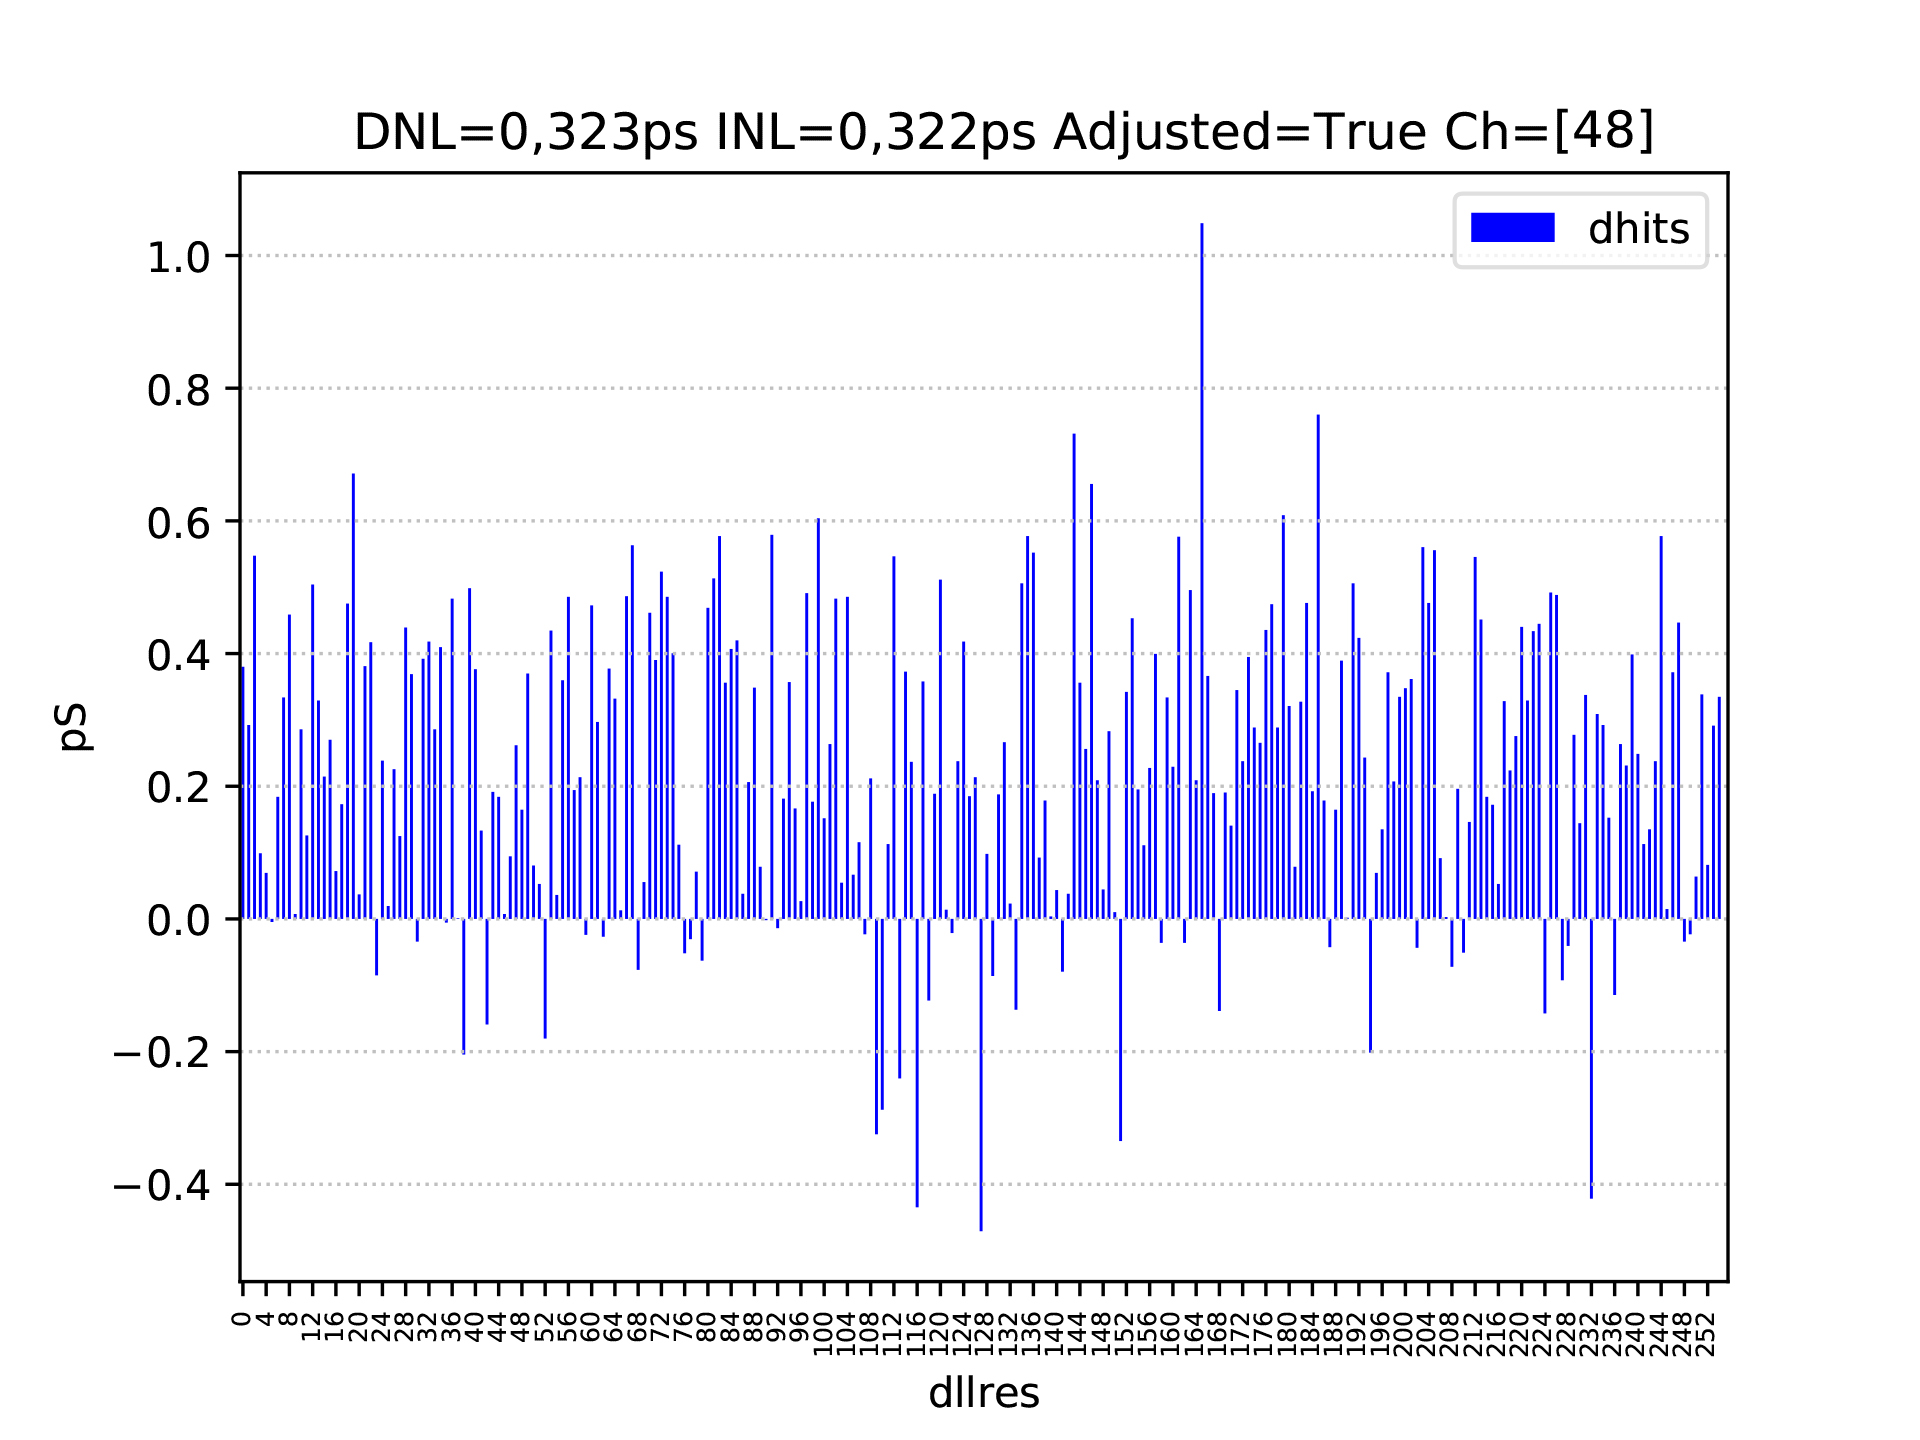 DNL=0,323ps INL=0,322ps Adjusted=True Ch=[48]
dhits
1.0
0.8
0.6
0.4
0.2
0.0
−0.2
−0.4
ps
0 4 8 12 16 20 24 28 32 36 40 44 48 52 56 60 64 68 72 76 80 84 88 92 96 100 104 108 112 116 120 124 128 132 136 140 144 148 152 156 160 164 168 172 176 180 184 188 192 196 200 204 208 212 216 220 224 228 232 236 240 244 248 252
dllres